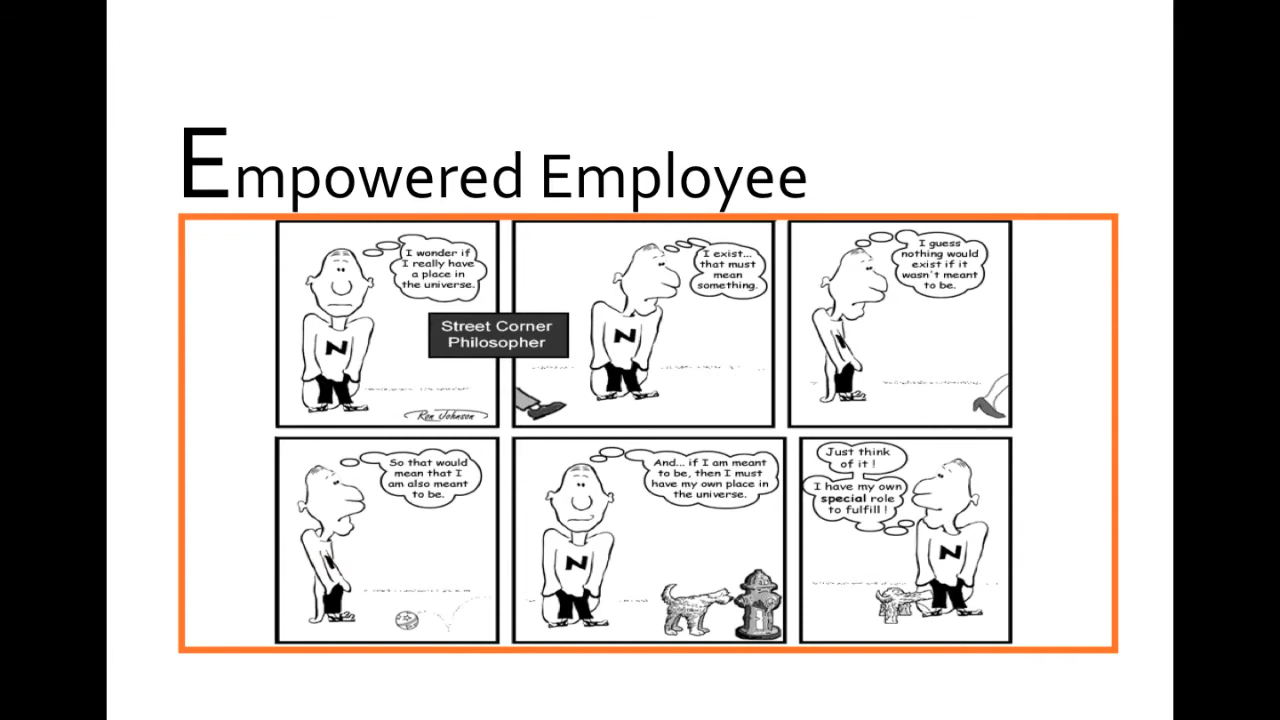 Empowered Employee
I wonder if
I really have
a place in
the universe.
Street Corner
Philosopher
Ron Johnson
I exist...
that must
mean
something.
N
N
I guess
nothing would
exist if it
wasn't meant
to be.
So that would
mean that I
am also meant
to be.
And... if I am meant
to be, then I must
have my own place in
the universe.
N
Just think
of it !
I have my own
special role
to fulfill !
N